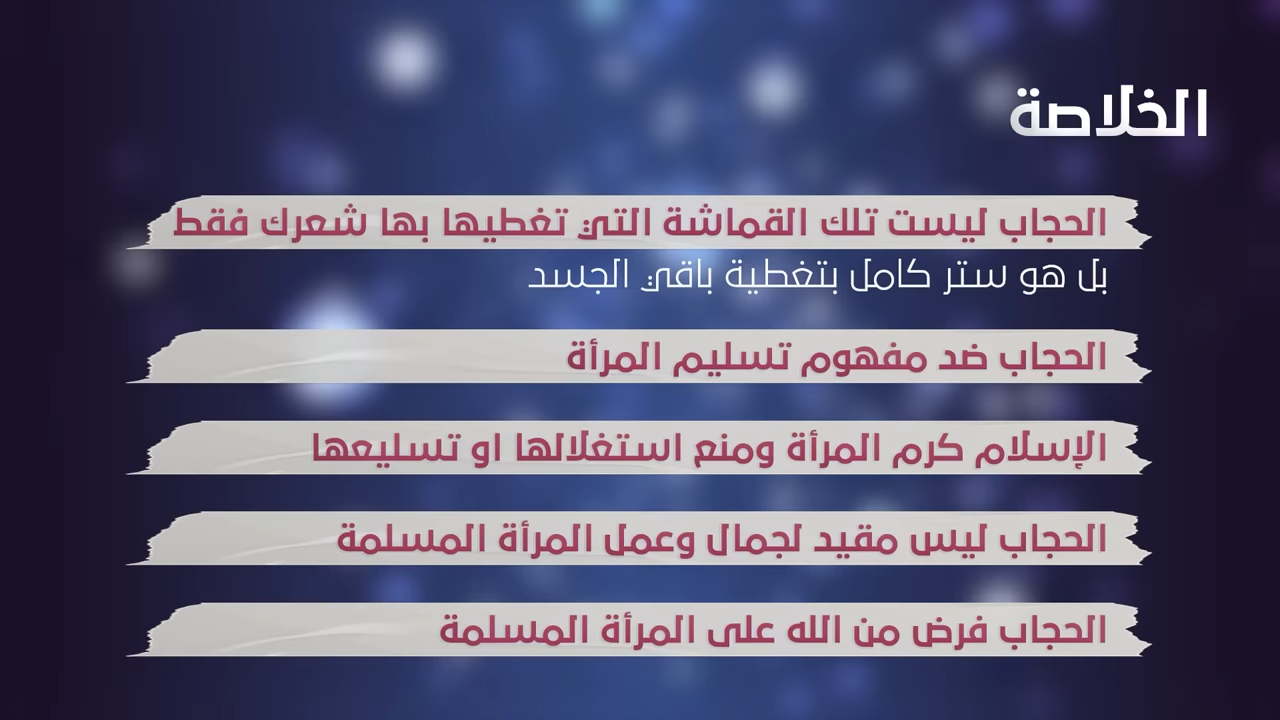 الخلاصة
الحجاب ليست تلك القماشة التي تغطيها بها شعرك فقط
بل هو ستر كامل بتغطية باقي الجسد
الحجاب ضد مفهوم تسليم المرأة
الإسلام كرم المرأة ومنع استغلالها او تسليعها
الحجاب ليس مقيد لجمال وعمل المرأة المسلمة
الحجاب فرض من الله على المرأة المسلمة